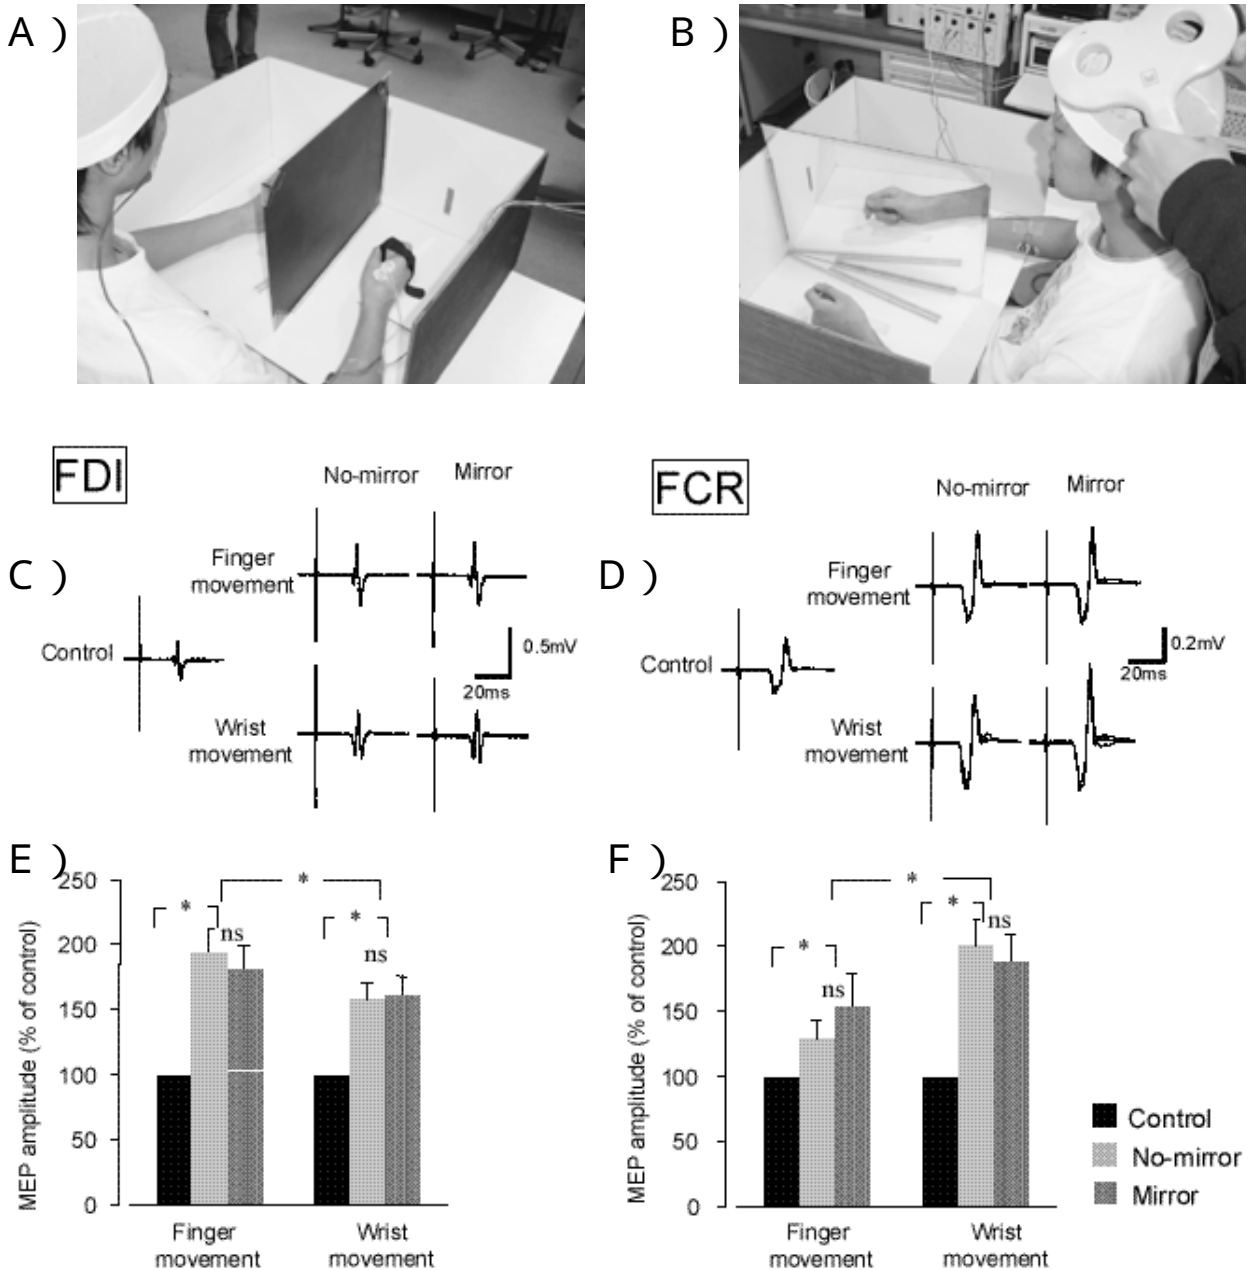 A )
B )
FDI
No-mirror
Mirror
FCR
No-mirror
Mirror
C )
Finger
movement
Control
0.5mV
20ms
Wrist
movement
D )
Finger
movement
Control
0.2mV
20ms
Wrist
movement
E )
MEP amplitude (% of control)
250
200
150
100
50
0
*
*
*
ns
ns
Finger
movement
Wrist
movement
F )
MEP amplitude (% of control)
250
200
150
100
50
0
*
*
*
ns
ns
Finger
movement
Wrist
movement
Control
No-mirror
Mirror